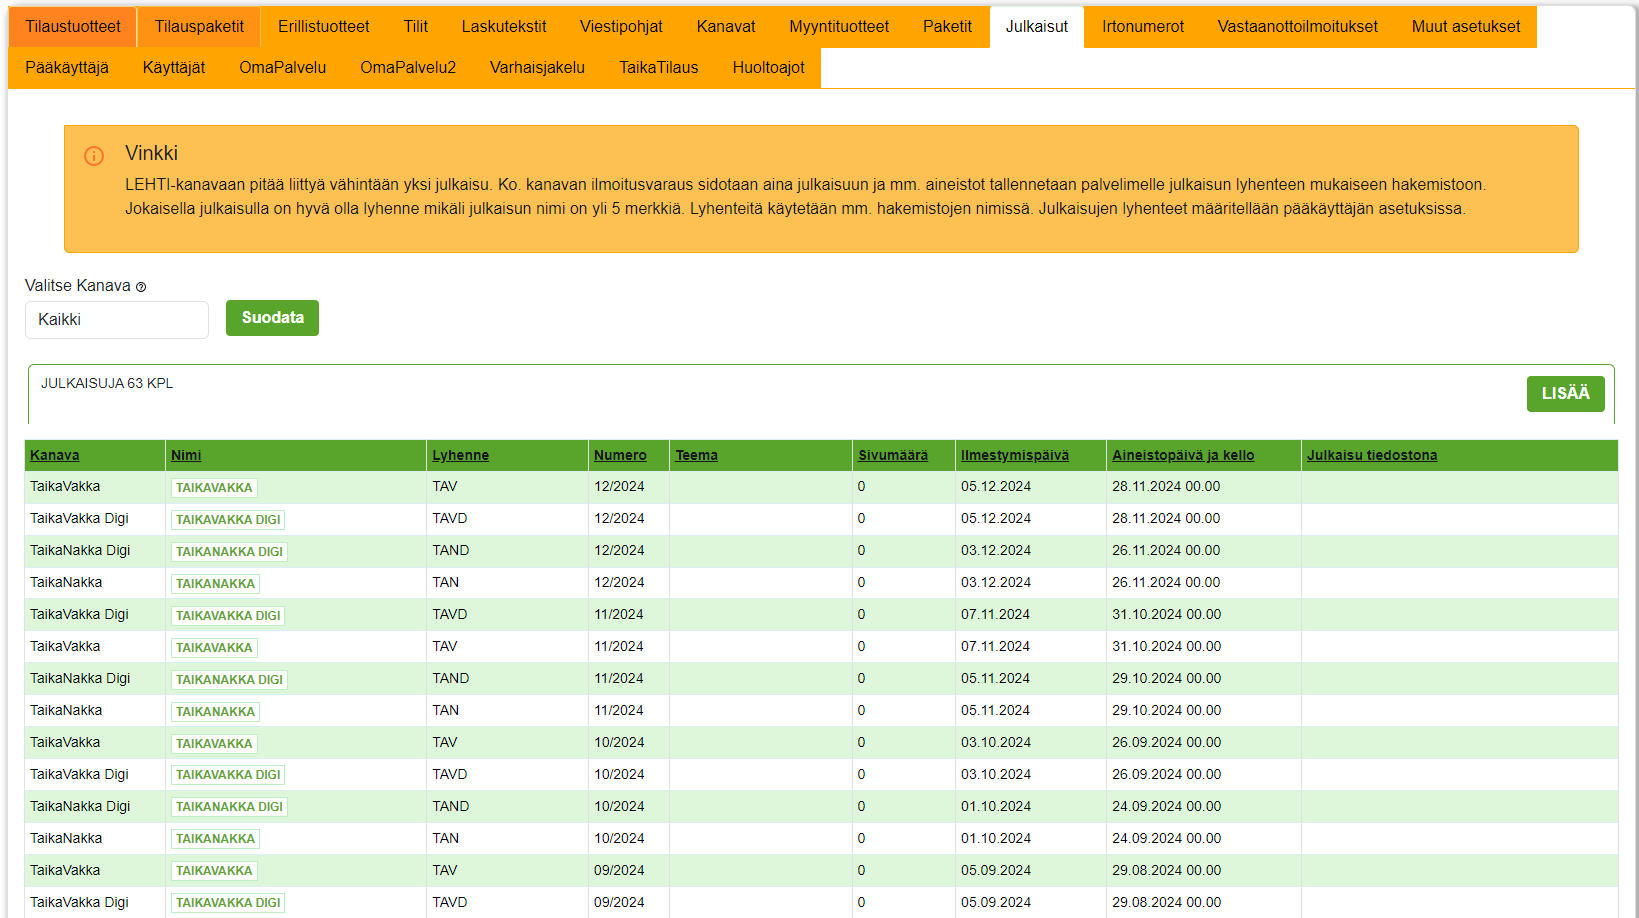 Tilaustuotteet Tilauspaketit Erillistuotteet Tilit Laskutekstit Viestipohjat Kanavat Myyntituotteet Paketit Julkaisut Irtonumerot Vastaanottoilmoitukset Muut asetukset
Pääkäyttäjä Käyttäjät OmaPalvelu OmaPalvelu2 Varhaisjakelu TaikaTilaus Huoltoajot
Vinkki
LEHTI-kanavaan pitää liittyä vähintään yksi julkaisu. Ko. kanavan ilmoitusvaraus sidotaan aina julkaisuun ja mm. aineistot tallennetaan palvelimelle julkaisun lyhenteen mukaiseen hakemistoon.
Jokaisella julkaisulla on hyvä olla lyhenne mikäli julkaisun nimi on yli 5 merkkiä. Lyhenteitä käytetään mm. hakemistojen nimissä. Julkaisujen lyhenteet määritellään pääkäyttäjän asetuksissa.
Valitse Kanava
Kaikki Suodata
JULKAISUJA 63 KPL
LISÄÄ
Kanava Nimi Lyhenne Numero Teema Sivumäärä Ilmestymispäivä Aineistopäivä ja kello Julkaisu tiedostona
TaikaVakka TAIKAVAKKA TAV 12/2024 0 05.12.2024 28.11.2024 00.00
TaikaVakka Digi TAIKAVAKKA DIGI TAVD 12/2024 0 05.12.2024 28.11.2024 00.00
TaikaNakka Digi TAIKANAKKA DIGI TAND 12/2024 0 03.12.2024 26.11.2024 00.00
TaikaNakka TAIKANAKKA TAN 12/2024 0 03.12.2024 26.11.2024 00.00
TaikaVakka Digi TAIKAVAKKA DIGI TAVD 11/2024 0 07.11.2024 31.10.2024 00.00
TaikaVakka TAIKAVAKKA TAV 11/2024 0 07.11.2024 31.10.2024 00.00
TaikaNakka Digi TAIKANAKKA DIGI TAND 11/2024 0 05.11.2024 29.10.2024 00.00
TaikaNakka TAIKANAKKA TAN 11/2024 0 05.11.2024 29.10.2024 00.00
TaikaVakka TAIKAVAKKA TAV 10/2024 0 03.10.2024 26.09.2024 00.00
TaikaVakka Digi TAIKAVAKKA DIGI TAVD 10/2024 0 03.10.2024 26.09.2024 00.00
TaikaNakka Digi TAIKANAKKA DIGI TAND 10/2024 0 01.10.2024 24.09.2024 00.00
TaikaNakka TAIKANAKKA TAN 10/2024 0 01.10.2024 24.09.2024 00.00
TaikaVakka TAIKAVAKKA TAV 09/2024 0 05.09.2024 29.08.2024 00.00
TaikaVakka Digi TAIKAVAKKA DIGI TAVD 09/2024 0 05.09.2024 29.08.2024 00.00